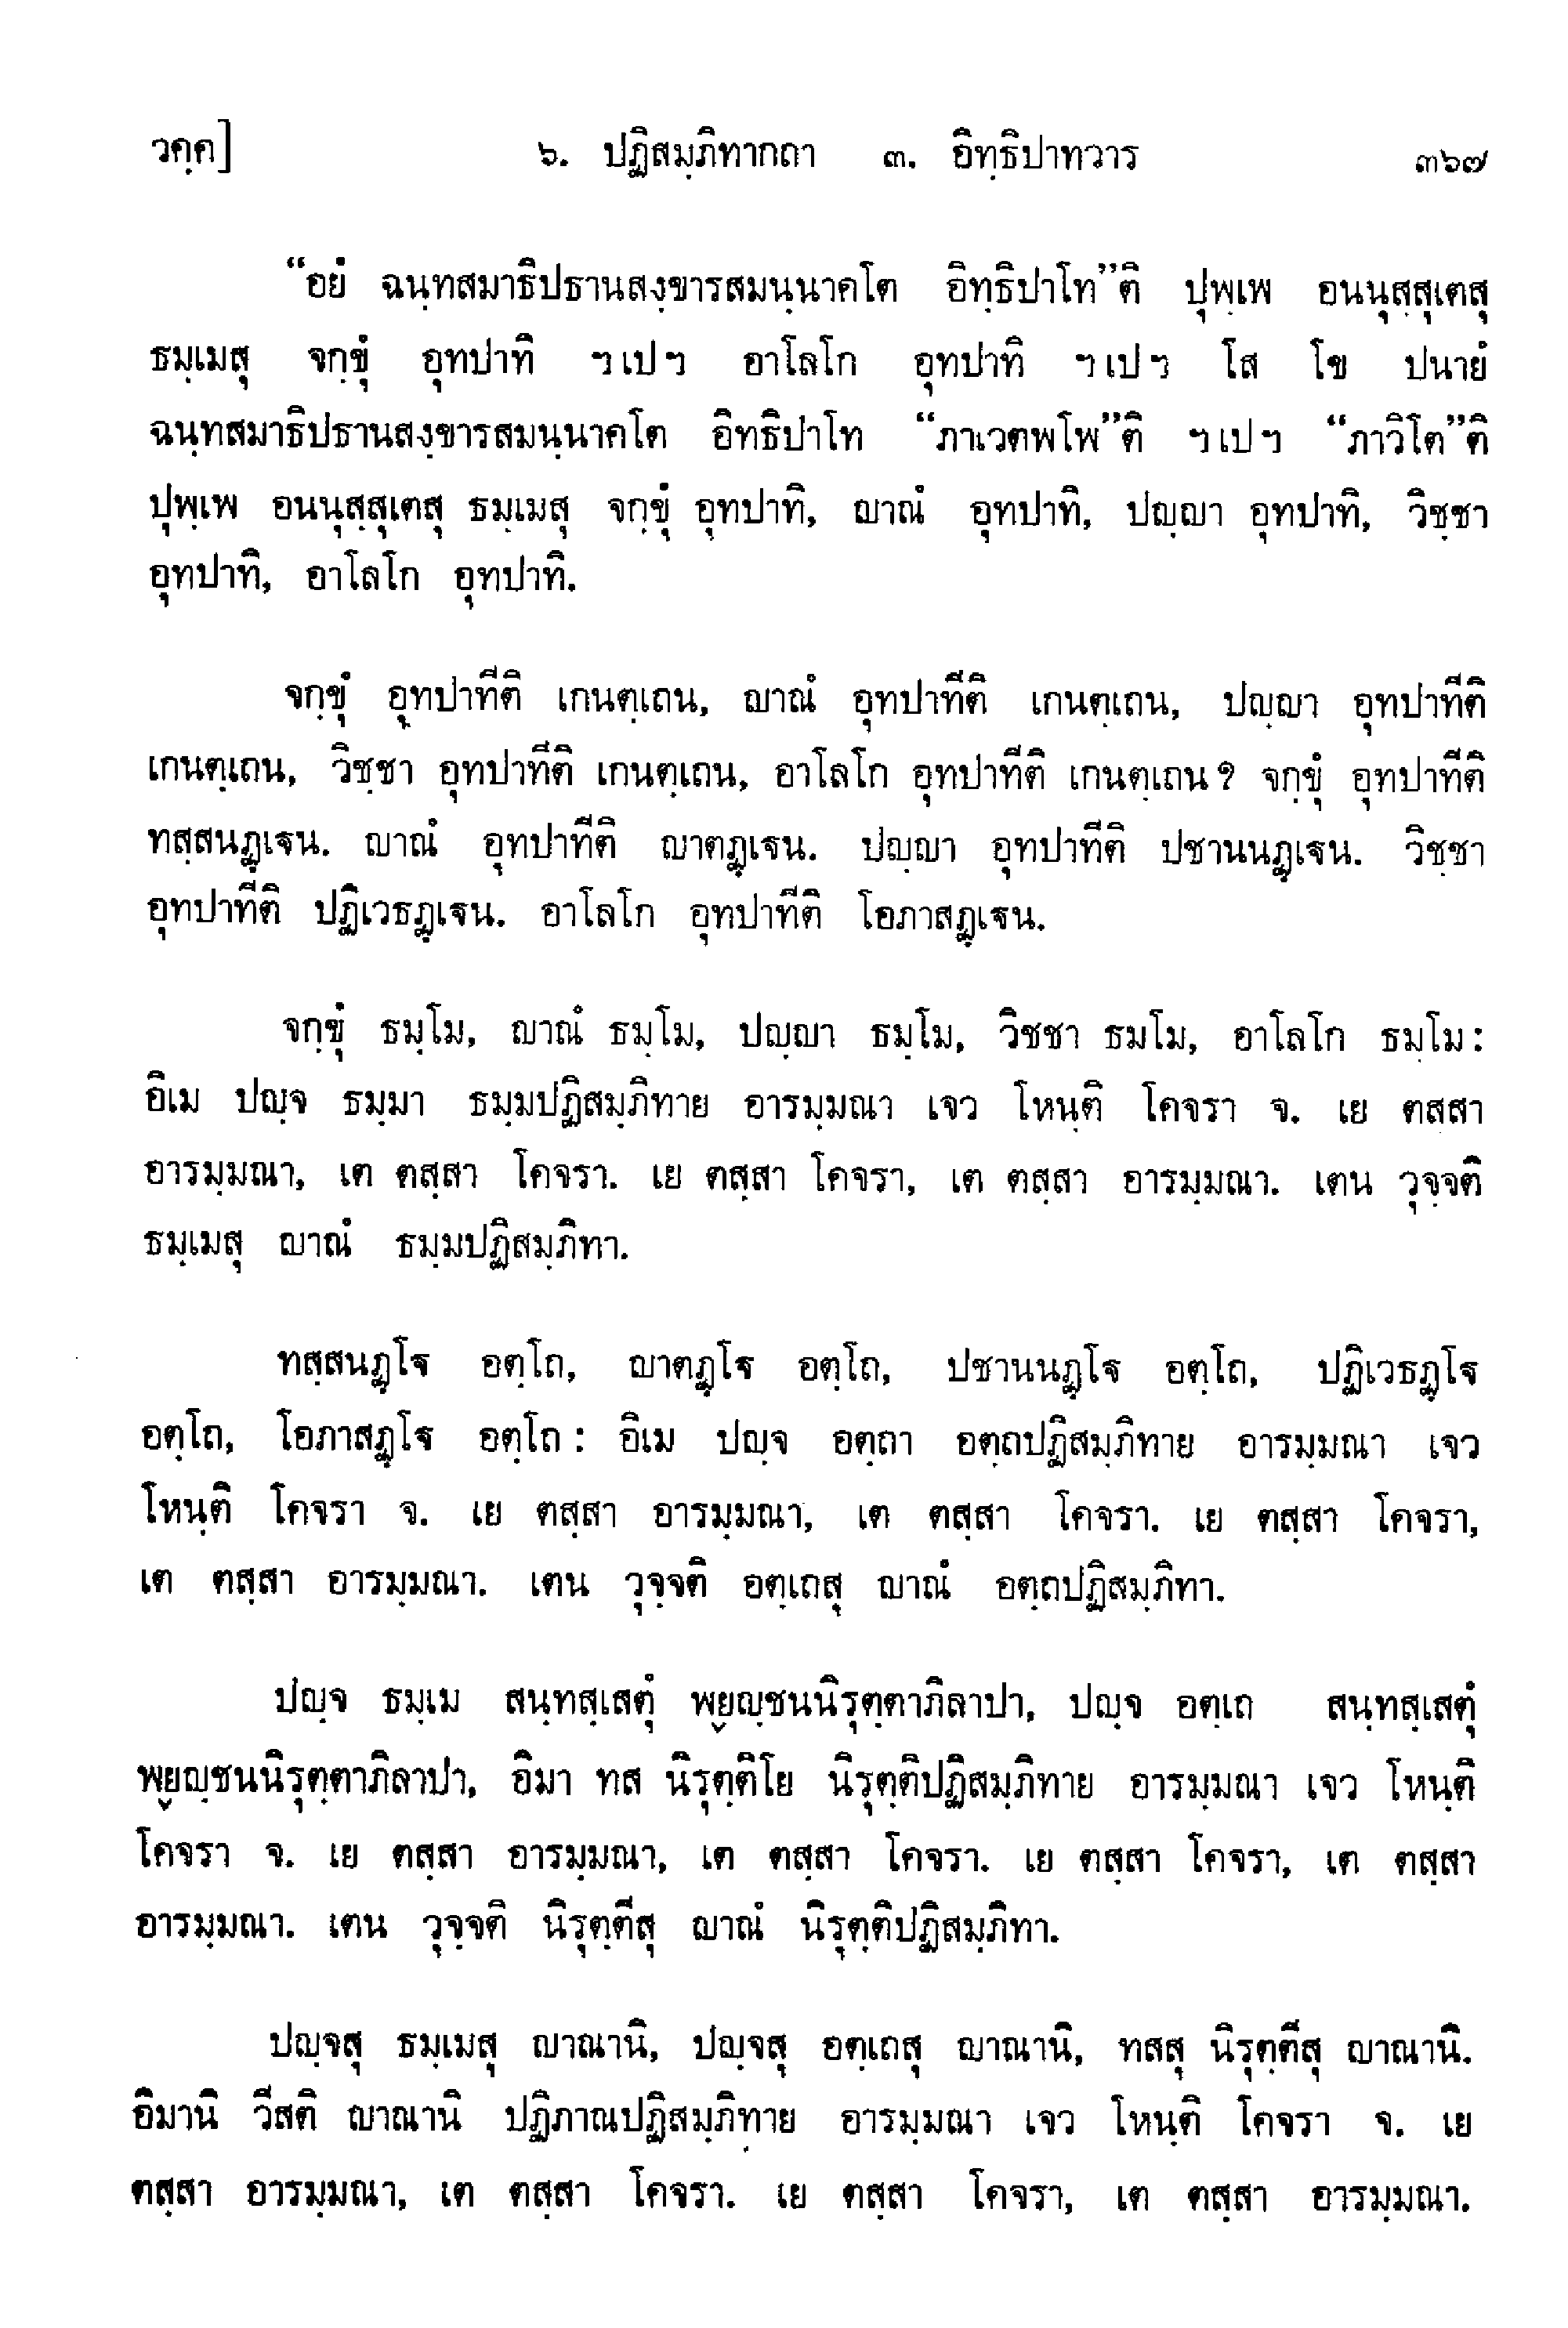 วคฺค]	๖. ปฏิสมฺภิทากถา ๓. อิทฺธิปาทวาร	๓๖๗
“อยํ ฉนฺทสมาธิปธานสงฺขารสมนฺนาคโต อิทฺธิปาโท”ติ ปุพฺเพ อนนุสฺสุเตสุ
ธมฺเมสุ จกฺขุํ อุทปาทิ ฯเปฯ อาโลโก อุทปาทิ ฯเปฯ โส โข ปนายํ
ฉนฺทสมาธิปธานสงฺขารสมนฺนาคโต อิทธิปาโท “ภาเวตพโพ”ติ ฯเปฯ “ภาวิโต”ติ
ปุพฺเพ อนนุสฺสุเตสุ ธมฺเมสุ จกฺขุํ อุทปาทิ, ญาณํ อุทปาทิ, ปญฺญา อุทปาทิ, วิชฺชา
อุทปาทิ, อาโลโก อุทปาทิ.
จกฺขุํ อุทปาทีติ เกนตฺเถน, ญาณํ อุทปาทีติ เกนตฺเถน, ปญฺญา อุทปาทีติ
เกนตฺเถน, วิชฺชา อุทปาทีติ เกนตฺเถน, อาโลโก อุทปาทีติ เกนตฺเถน? จกฺขุํ อุทปาทีติ
ทสฺสนฏฺเฐน. ญาณํ อุทปาทีติ ญาตฏฺเฐน. ปญฺญา อุทปาทีติ ปชานนฏฺเฐน. วิชฺชา
อุทปาทีติ ปฏิเวธฏฺเฐน. อาโลโก อุทปาทีติ โอภาสฏฺเฐน.
จกฺขุํ ธมฺโม, ญาณํ ธมฺโม, ปญฺญา ธมฺโม, วิชชา ธมโม, อาโลโก ธมฺโม:
อิเม ปญฺจ ธมฺมา ธมฺมปฏิสมฺภิทาย อารมฺมณา เจว โหนฺติ โคจรา จ. เย ตสฺสา
อารมฺมณา, เต ตสฺสา โคจรา. เย ตสฺสา โคจรา, เต ตสฺสา อารมฺมณา. เตน วุจฺจติ
ธมฺเมสุ ญาณํ ธมฺมปฏิสมฺภิทา.
ทสฺสนฏฺโฐ อตฺโถ, ญาตฏฺโฐ อตฺโถ, ปชานนฏฺโฐ อตฺโถ, ปฏิเวธฏฺโฐ
อตฺโถ, โอภาสฏฺโฐ อตฺโถ: อิเม ปญฺจ อตฺถา อตฺถปฏิสมฺภิทาย อารมฺมณา เจว
โหนฺติ โคจรา จ. เย ตสฺสา อารมฺมณา, เต ตสฺสา โคจรา. เย ตสฺสา โคจรา,
เต ตสฺสา อารมฺมณา. เตน วุจฺจติ อตฺเถสุ ญาณํ อตฺถปฏิสมฺภิทา.
ปญฺจ ธมฺเม สนฺทสฺเสตุํ พฺยญฺชนนิรุตฺตาภิลาปา, ปญฺจ อตฺเถ สนฺทสฺเสตุํ
พฺยญฺชนนิรุตฺตาภิลาปา, อิมา ทส นิรุตฺติโย นิรุตฺติปฏิสมฺภิทาย อารมฺมณา เจว โหนฺติ
โคจรา จ. เย ตสฺสา อารมฺมณา, เต ตสฺสา โคจรา. เย ตสฺสา โคจรา, เต ตสฺสา
อารมฺมณา. เตน วุจฺจติ นิรุตฺตีสุ ญาณํ นิรุตฺติปฏิสมฺภิทา.
ปญฺจสุ ธมฺเมสุ ญาณานิ, ปญฺจสุ อตฺเถสุ ญาณานิ, ทสสุ นิรุตฺตีสุ ญาณานิ.
อิมานิ วีสติ ญาณานิ ปฏิภาณปฏิสมฺภิทาย อารมฺมณา เจว โหนฺติ โคจรา จ. เย
ตสฺสา อารมฺมณา, เต ตสฺสา โคจรา. เย ตสฺสา โคจรา, เต ตสฺสา อารมฺมณา.